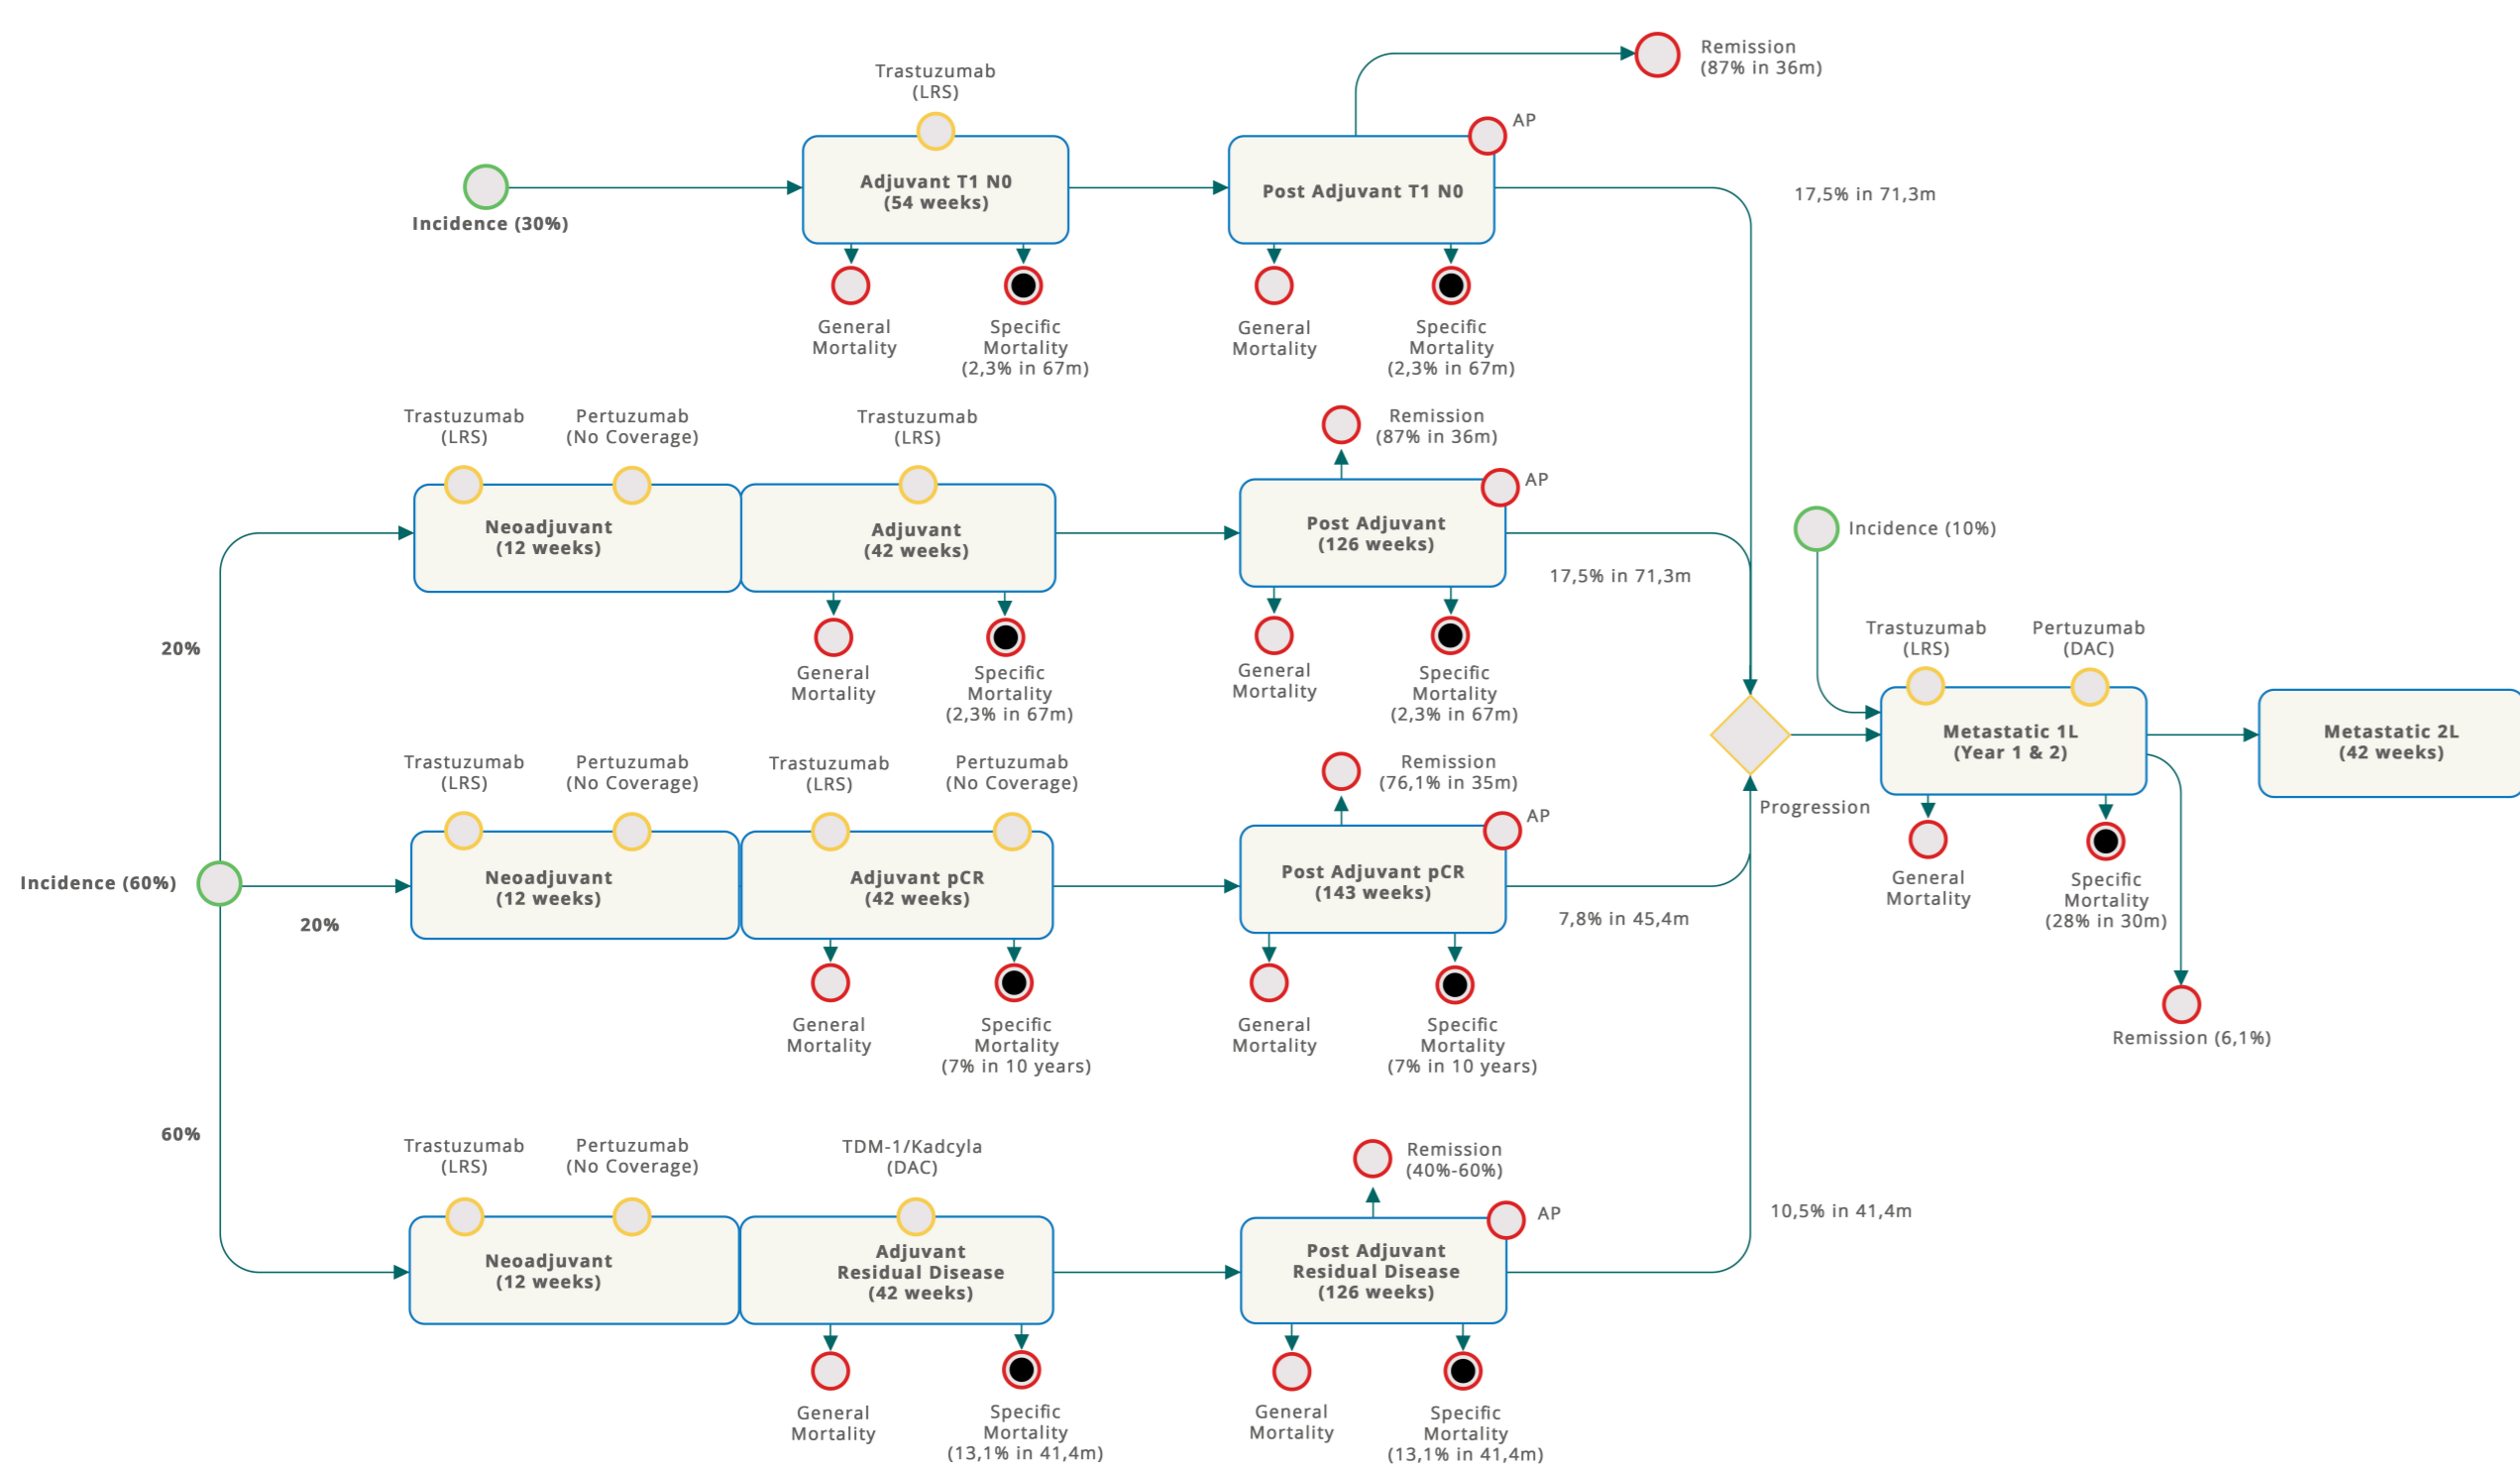 Remission
(87% in 36m)
Trastuzumab
(LRS)
AP
Adjuvant T1 N0
(54 weeks)
Post Adjuvant T1 N0
17,5% in 71,3m
Incidence (30%)
General
Mortality
Specific
Mortality
(2,3% in 67m)
General
Mortality
Specific
Mortality
(2,3% in 67m)
Trastuzumab
(LRS)
Pertuzumab
(No Coverage)
Trastuzumab
(LRS)
Remission
(87% in 36m)
AP
Neoadjuvant
(12 weeks)
Adjuvant
(42 weeks)
Post Adjuvant
(126 weeks)
17,5% in 71,3m
Incidence (10%)
20%
General
Mortality
Specific
Mortality
(2,3% in 67m)
General
Mortality
Specific
Mortality
(2,3% in 67m)
Trastuzumab
(LRS)
Pertuzumab
(DAC)
Metastatic 1L
(Year 1 & 2)
Metastatic 2L
(42 weeks)
Progression
General
Mortality
Specific
Mortality
(28% in 30m)
Remission (6,1%)
Trastuzumab
(LRS)
Pertuzumab
(No Coverage)
Trastuzumab
(LRS)
Pertuzumab
(No Coverage)
Remission
(76,1% in 35m)
AP
Incidence (60%)
20%
Neoadjuvant
(12 weeks)
Adjuvant pCR
(42 weeks)
Post Adjuvant pCR
(143 weeks)
7,8% in 45,4m
General
Mortality
Specific
Mortality
(7% in 10 years)
General
Mortality
Specific
Mortality
(7% in 10 years)
60%
Trastuzumab
(LRS)
Pertuzumab
(No Coverage)
TDM-1/Kadcyla
(DAC)
Remission
(40%-60%)
AP
10,5% in 41,4m
Neoadjuvant
(12 weeks)
Adjuvant
Residual Disease
(42 weeks)
Post Adjuvant
Residual Disease
(126 weeks)
General
Mortality
Specific
Mortality
(13,1% in 41,4m)
General
Mortality
Specific
Mortality
(13,1% in 41,4m)